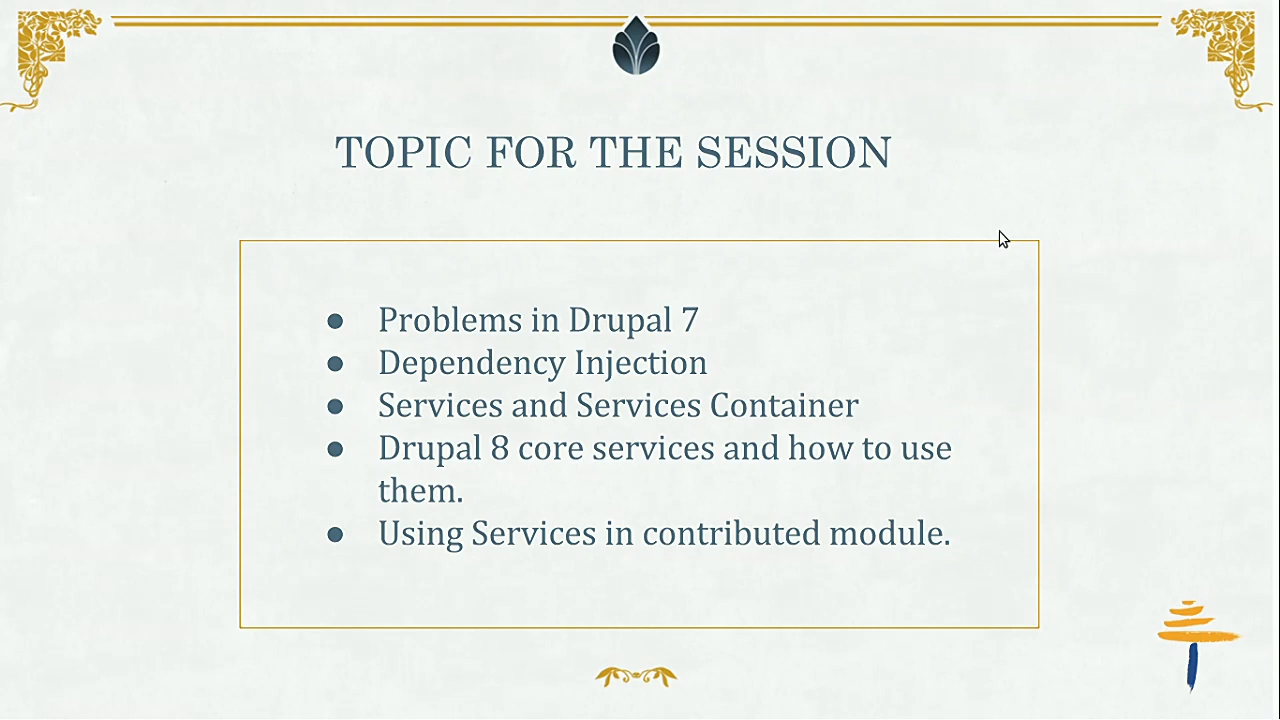 TOPIC FOR THE SESSION
● Problems in Drupal 7
● Dependency Injection
● Services and Services Container
● Drupal 8 core services and how to use
them.
● Using Services in contributed module.